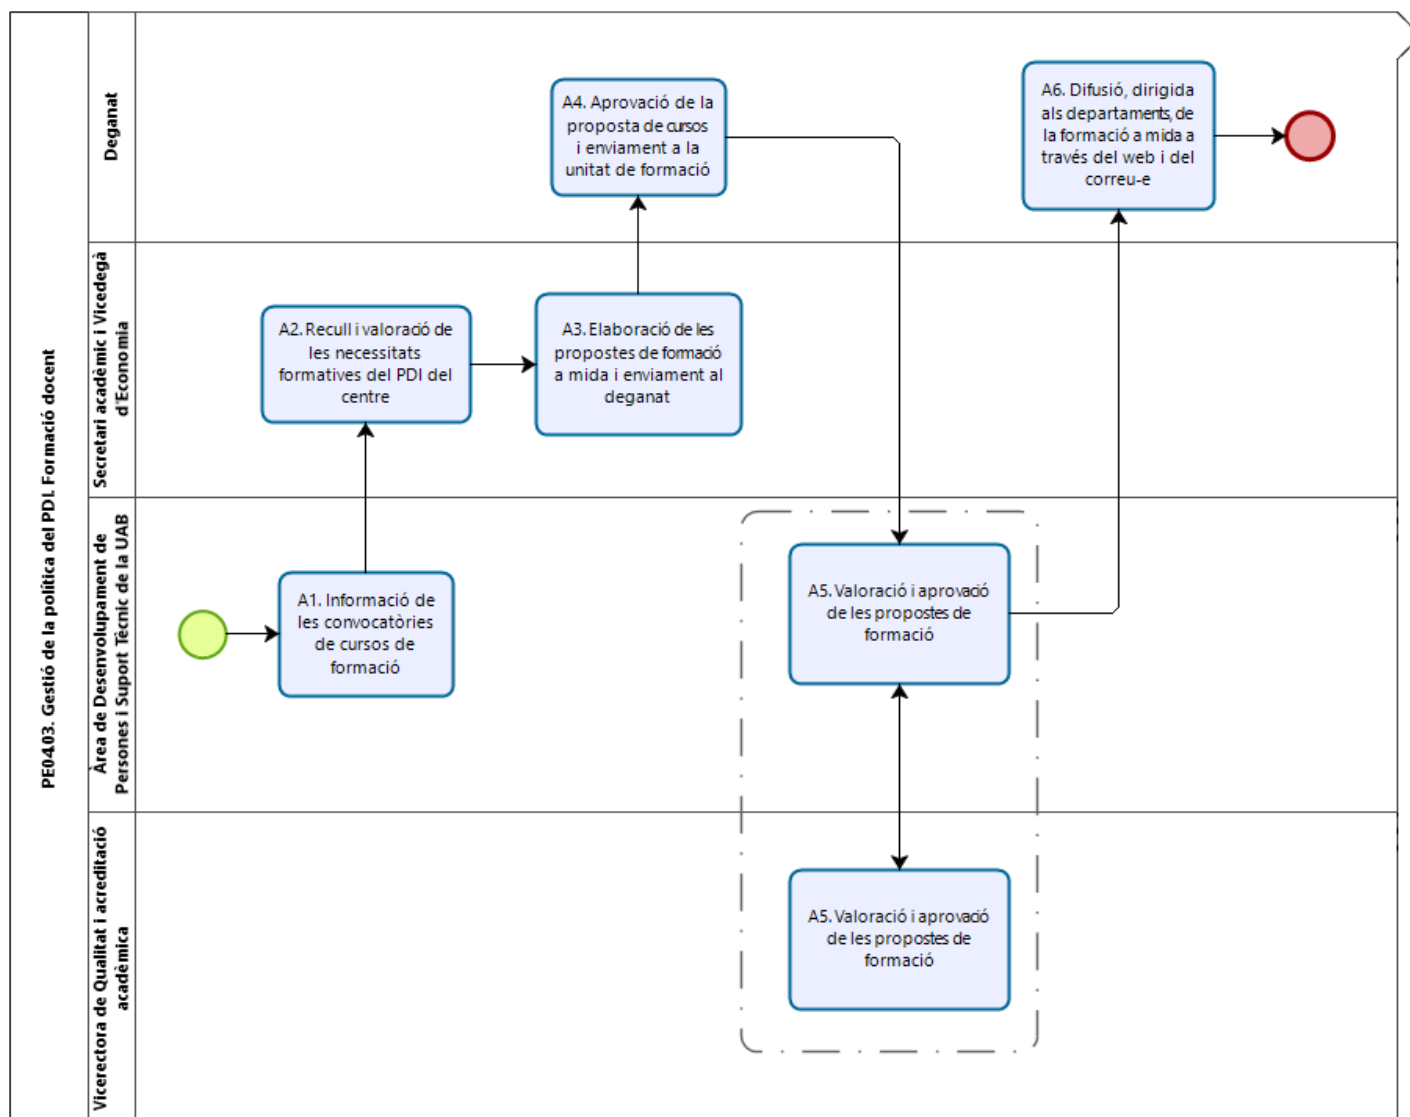 PE04.03. Gestió de la política del PDI. Formació docent
Deganat
A4. Aprovació de la
proposta de cursos
i enviament a la
unitat de formació
A6. Difusió, dirigida
als departaments, de
la formació a mida a
través del web i del
correu-e
Secretari acadèmic i Vicedegà
d'Economia
A2. Recull i valoració de
les necessitats
formatives del PDI del
centre
A3. Elaboració de les
propostes de formació
a mida i enviament al
deganat
Àrea de Desenvolupament de
Persones i Suport Tècnic de la UAB
A1. Informació de
les convocatòries
de cursos de
formació
A5. Valoració i aprovació
de les propostes de
formació
Vicerectora de Qualitat i acreditació
acadèmica
A5. Valoració i aprovació
de les propostes de
formació